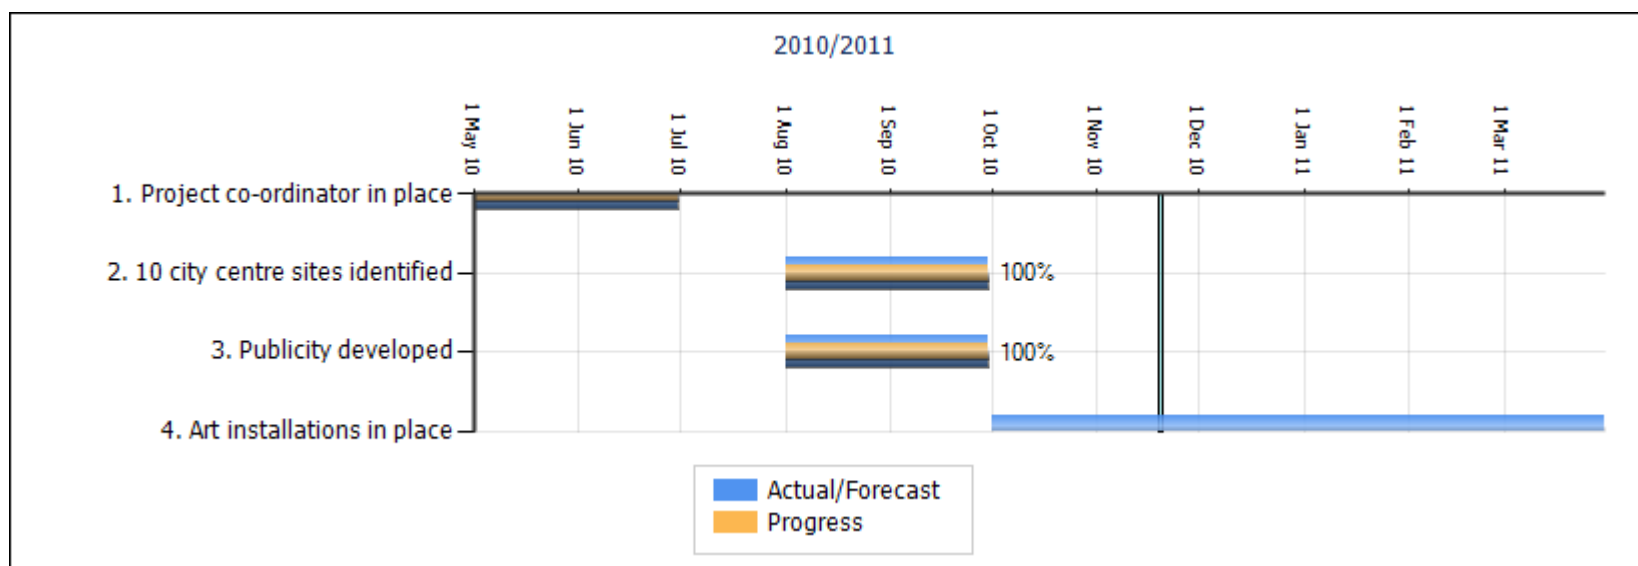 2010/2011
1 May 10
1 Jun 10
1 Jul 10
1 Aug 10
1 Sep 10
1 Oct 10
1 Nov 10
1 Dec 10
1 Jan 11
1 Feb 11
1 Mar 11
1. Project co-ordinator in place
2. 10 city centre sites identified
100%
3. Publicity developed
100%
4. Art installations in place
Actual/Forecast
Progress